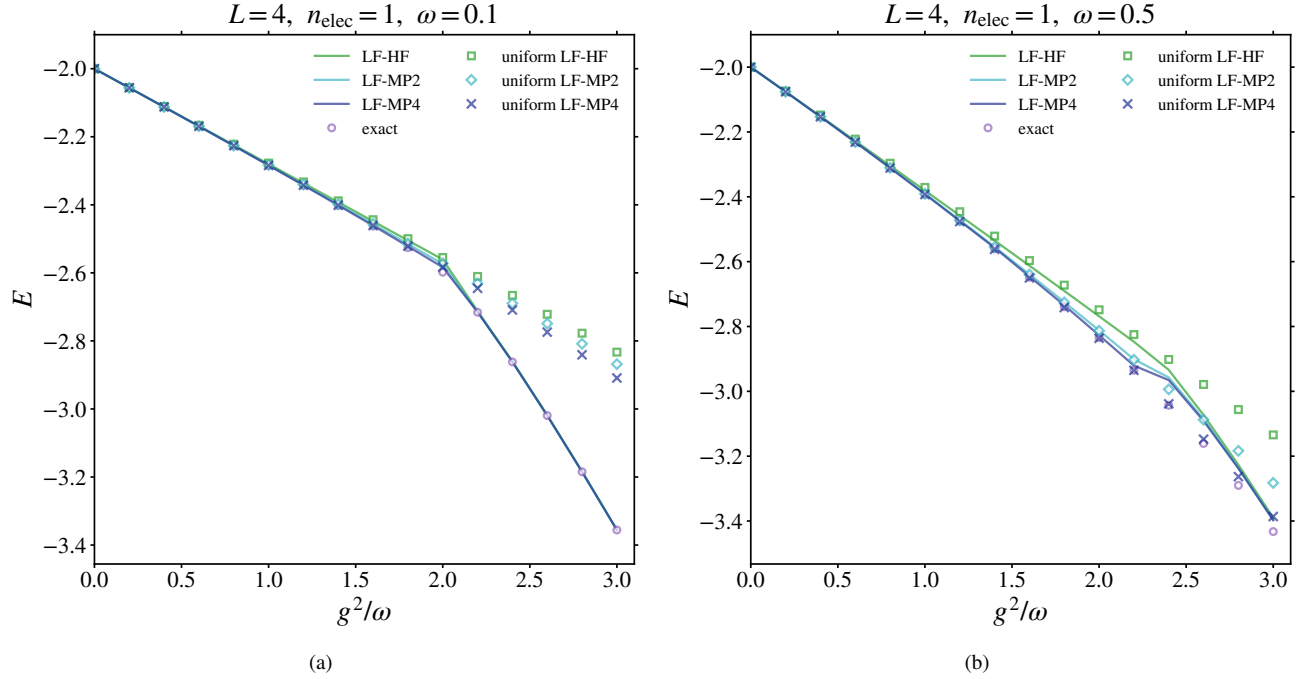 L=4, n_elec=1, ω=0.1
LF-HF
LF-MP2
LF-MP4
exact
uniform LF-HF
uniform LF-MP2
uniform LF-MP4
E
−2.0
−2.2
−2.4
−2.6
−2.8
−3.0
−3.2
−3.4
0.0 0.5 1.0 1.5 2.0 2.5 3.0
g²/ω
(a)
L=4, n_elec=1, ω=0.5
LF-HF
LF-MP2
LF-MP4
exact
uniform LF-HF
uniform LF-MP2
uniform LF-MP4
E
−2.0
−2.2
−2.4
−2.6
−2.8
−3.0
−3.2
−3.4
0.0 0.5 1.0 1.5 2.0 2.5 3.0
g²/ω
(b)